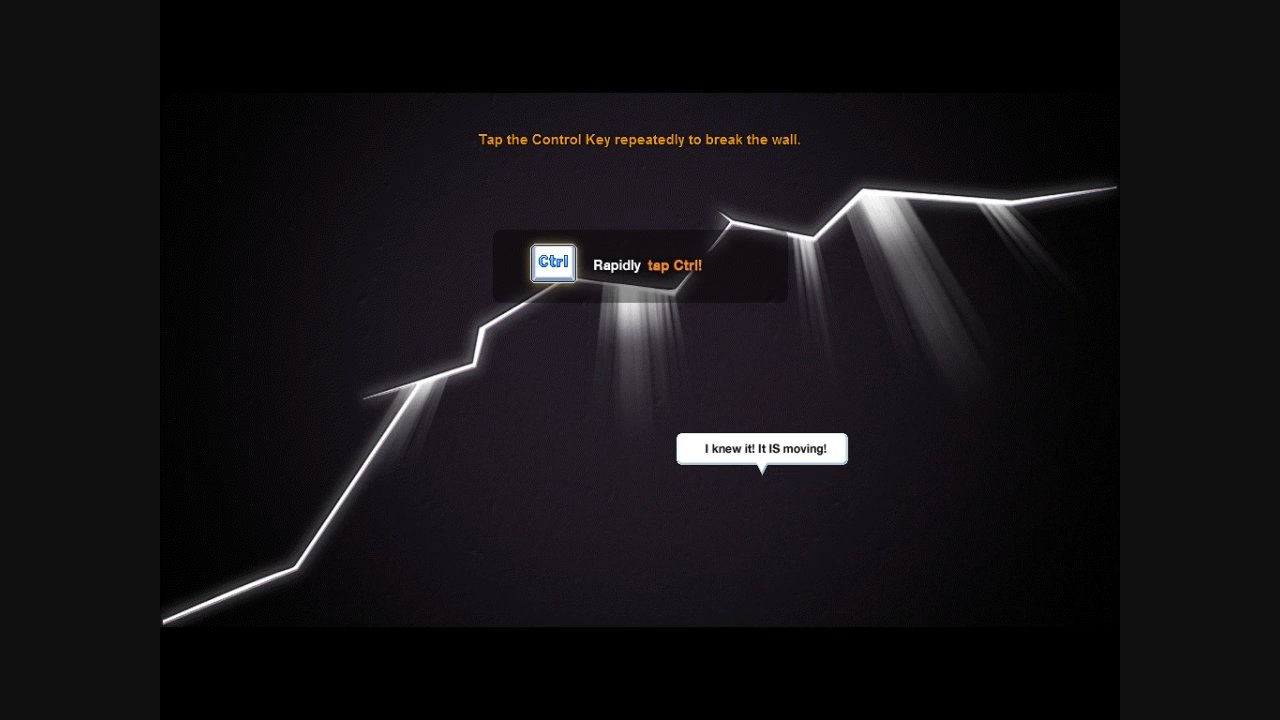 Tap the Control Key repeatedly to break the wall.
Ctrl Rapidly tap Ctrl!
I knew it! It IS moving!